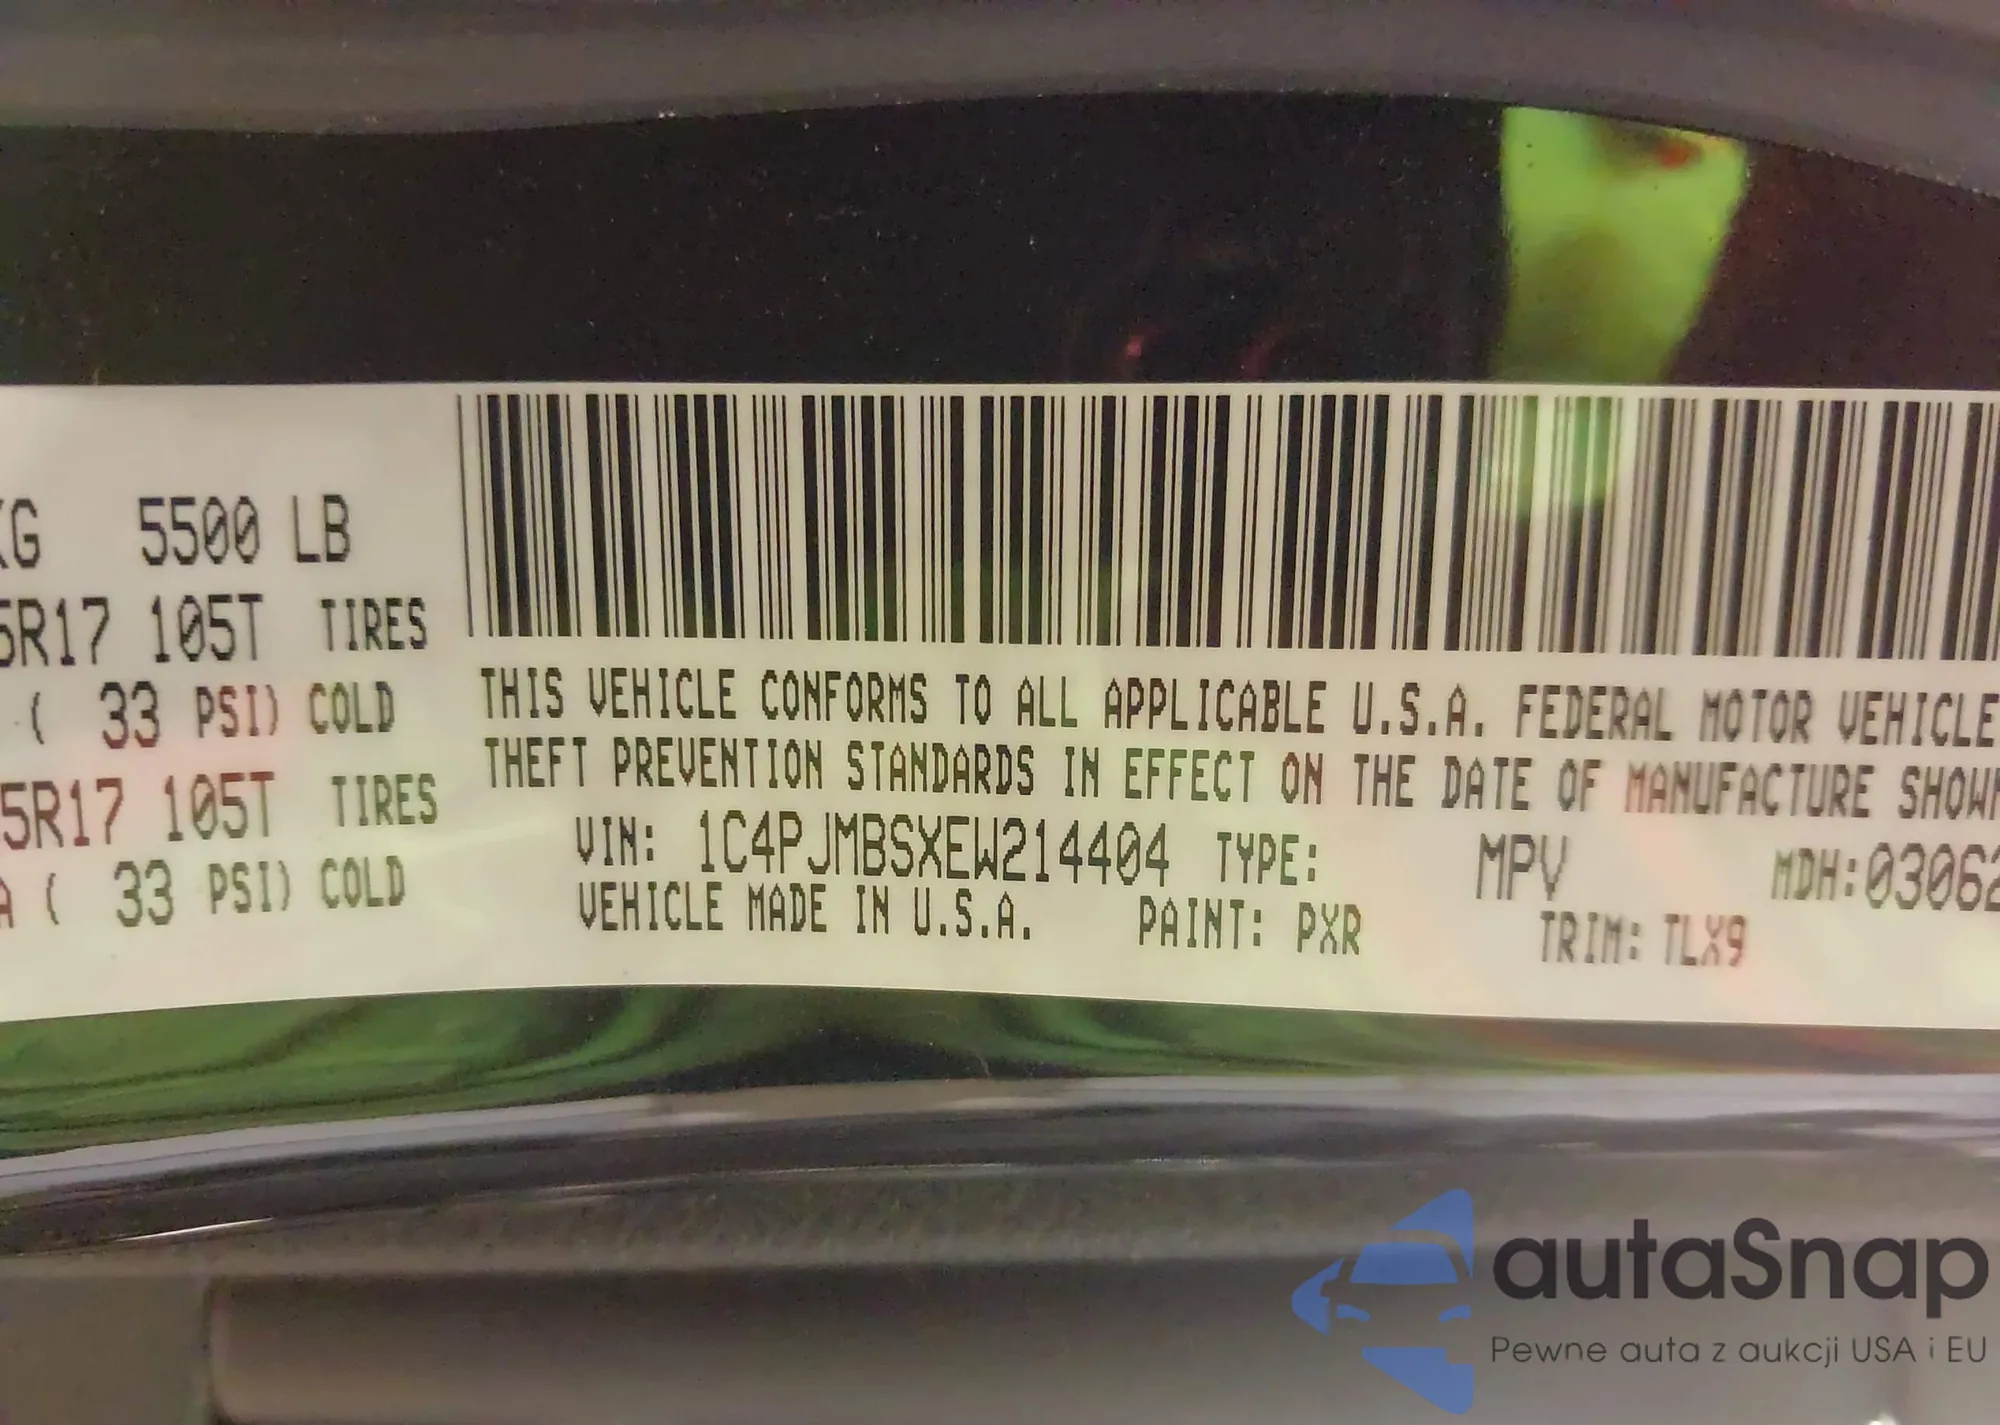 KG 5500 LB
5R17 105T TIRES
( 33 PSI) COLD
5R17 105T TIRES
A ( 33 PSI) COLD
THIS VEHICLE CONFORMS TO ALL APPLICABLE U.S.A. FEDERAL MOTOR VEHICLE
THEFT PREVENTION STANDARDS IN EFFECT ON THE DATE OF MANUFACTURE SHOWN
VIN: 1C4PJMBSXEW214404 TYPE: MPV MDH:03062
VEHICLE MADE IN U.S.A. PAINT: PXR TRIM: TLX9
autaSnap
Pewne auta z aukcji USA i EU